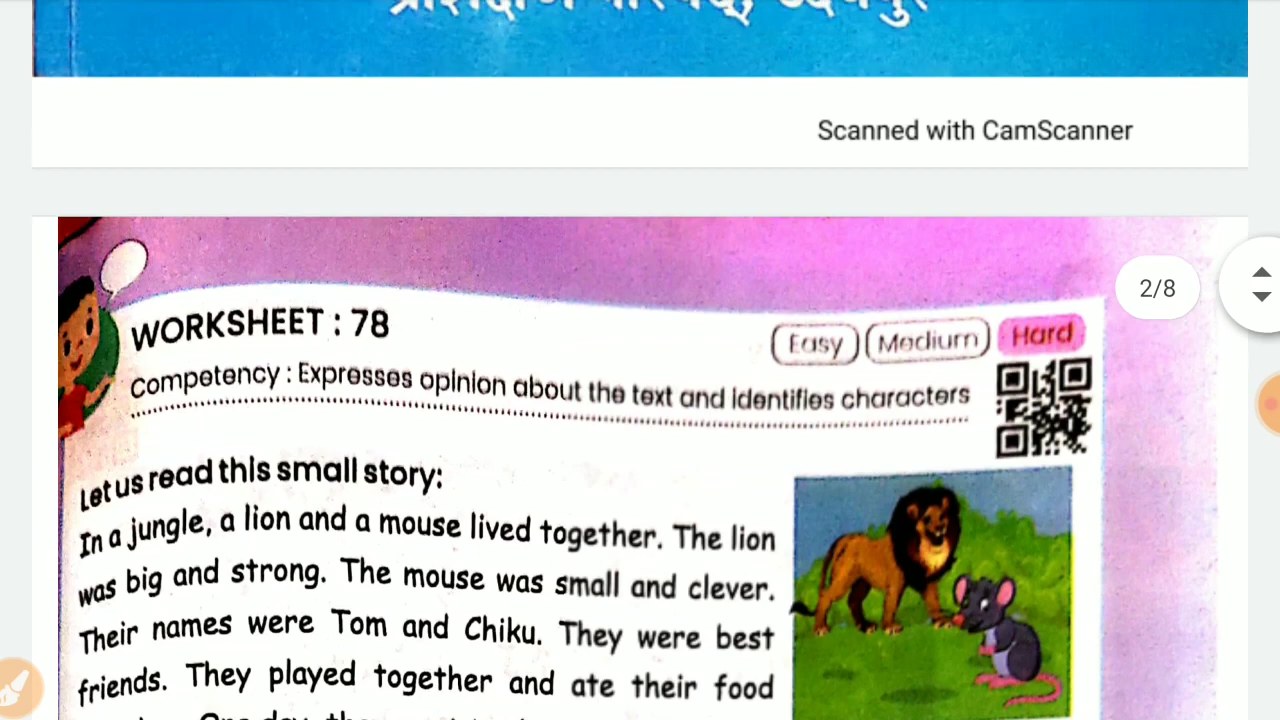 Scanned with CamScanner
2/8
WORKSHEET : 78
Easy Medium Hard
Competency : Expresses opinion about the text and identifies characters
Let us read this small story:
In a jungle, a lion and a mouse lived together. The lion
was big and strong. The mouse was small and clever.
Their names were Tom and Chiku. They were best
friends. They played together and ate their food
One day, they